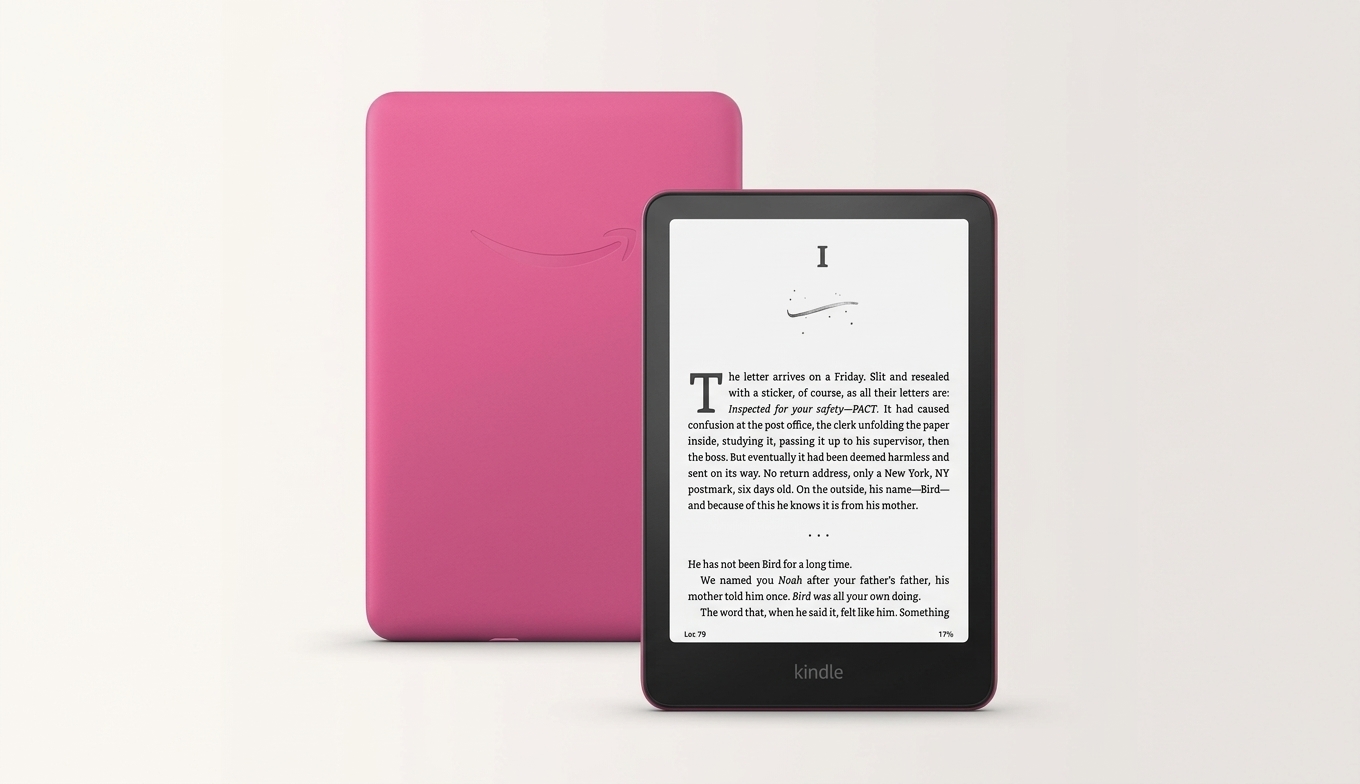 I
The letter arrives on a Friday. Slit and resealed
with a sticker, of course, as all their letters are:
Inspected for your safety—PACT. It had caused
confusion at the post office, the clerk unfolding the paper
inside, studying it, passing it up to his supervisor, then
the boss. But eventually it had been deemed harmless and
sent on its way. No return address, only a New York, NY
postmark, six days old. On the outside, his name—Bird—
and because of this he knows it is from his mother.
• • •
He has not been Bird for a long time.
We named you Noah after your father's father, his
mother told him once. Bird was all your own doing.
The word that, when he said it, felt like him. Something
Loc 79 17%
kindle